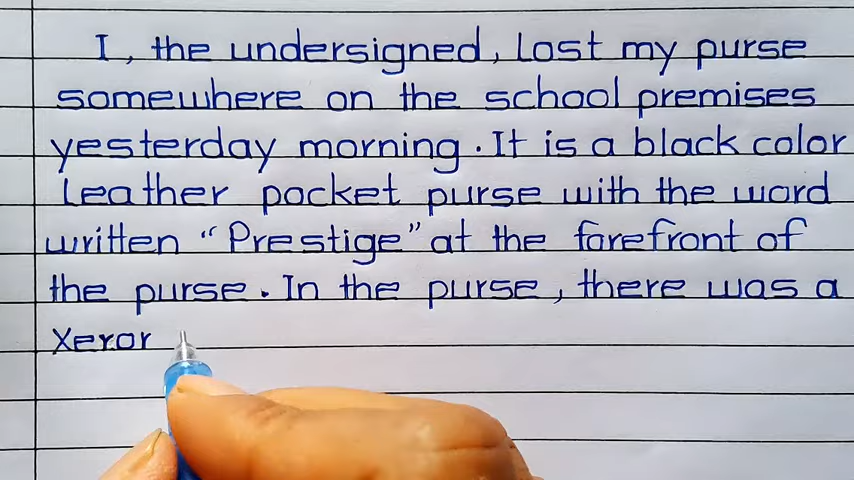 I, the undersigned, Lost my purse
somewhere on the school premises
yesterday morning. It is a black color
Leather pocket purse with the word
written "Prestige" at the forefront of
the purse. In the purse, there was a
Xeror